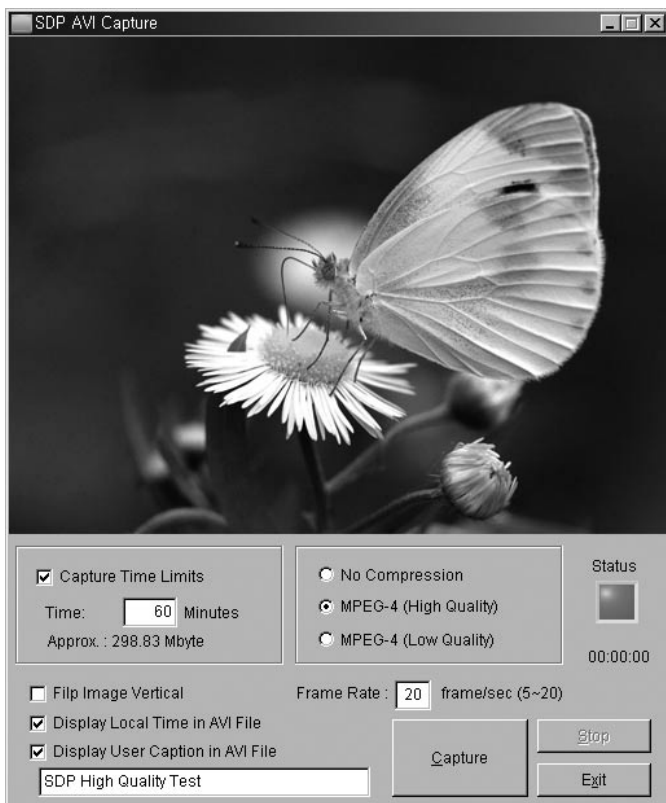 SDP AVI Capture
Capture Time Limits
Time: 60 Minutes
Approx. : 298.83 Mbyte
No Compression
MPEG-4 (High Quality)
MPEG-4 (Low Quality)
Status
00:00:00
Filp Image Vertical
Frame Rate : 20 frame/sec (5~20)
Display Local Time in AVI File
Display User Caption in AVI File
SDP High Quality Test
Capture
Stop
Exit